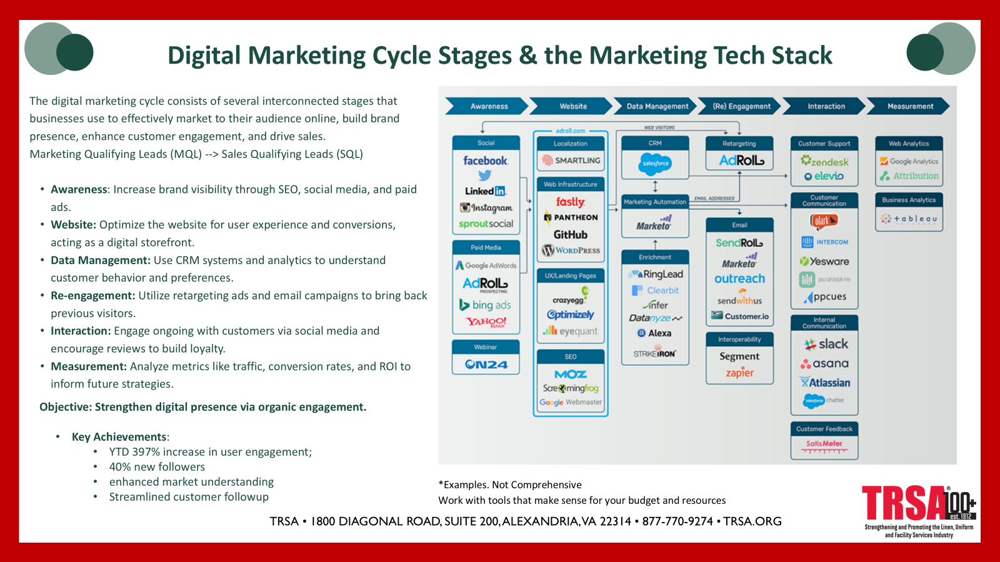 Digital Marketing Cycle Stages & the Marketing Tech Stack
The digital marketing cycle consists of several interconnected stages that
businesses use to effectively market to their audience online, build brand
presence, enhance customer engagement, and drive sales.
Marketing Qualifying Leads (MQL) --> Sales Qualifying Leads (SQL)
• Awareness: Increase brand visibility through SEO, social media, and paid
ads.
• Website: Optimize the website for user experience and conversions,
acting as a digital storefront.
• Data Management: Use CRM systems and analytics to understand
customer behavior and preferences.
• Re-engagement: Utilize retargeting ads and email campaigns to bring back
previous visitors.
• Interaction: Engage ongoing with customers via social media and
encourage reviews to build loyalty.
• Measurement: Analyze metrics like traffic, conversion rates, and ROI to
inform future strategies.
Objective: Strengthen digital presence via organic engagement.
• Key Achievements:
• YTD 397% increase in user engagement;
• 40% new followers
• enhanced market understanding
• Streamlined customer followup
Awareness
Website
Data Management
(Re) Engagement
Interaction
Measurement
WEB VISITORS
Social
facebook.
LinkedIn
Instagram
sproutsocial
Paid Media
Google AdWords
AdRoll
PROSPECTING
bing ads
YAHOO!
JAPAN
Webinar
ON24
adroll.com
Localization
SMARTLING
Web Infrastructure
fastly
PANTHEON
GitHub
WORDPRESS
UX/Landing Pages
crazyegg
Optimizely
eyequant
SEO
MOZ
Screamingfrog
Google Webmaster
CRM
salesforce
Marketing Automation
Marketo
Enrichment
RingLead
Clearbit
infer
Datanyze
Alexa
STRIKEIRON
Retargeting
AdRoll
EMAIL ADDRESSES
Email
SendRoll
Marketo
outreach
sendwithus
Customer.io
Interoperability
Segment
zapier
Customer Support
zendesk
elevio
Customer
Communication
olark
INTERCOM
Yesware
youcanbook.me
Appcues
Internal
Communication
slack
asana
Atlassian
salesforce chatter
Customer Feedback
SatisMeter
Web Analytics
Google Analytics
Attribution
Business Analytics
+ableau
*Examples. Not Comprehensive
Work with tools that make sense for your budget and resources
TRSA • 1800 DIAGONAL ROAD, SUITE 200, ALEXANDRIA, VA 22314 • 877-770-9274 • TRSA.ORG
TRSA® 100+
est. 1912
Strengthening and Promoting the Linen, Uniform
and Facility Services Industry